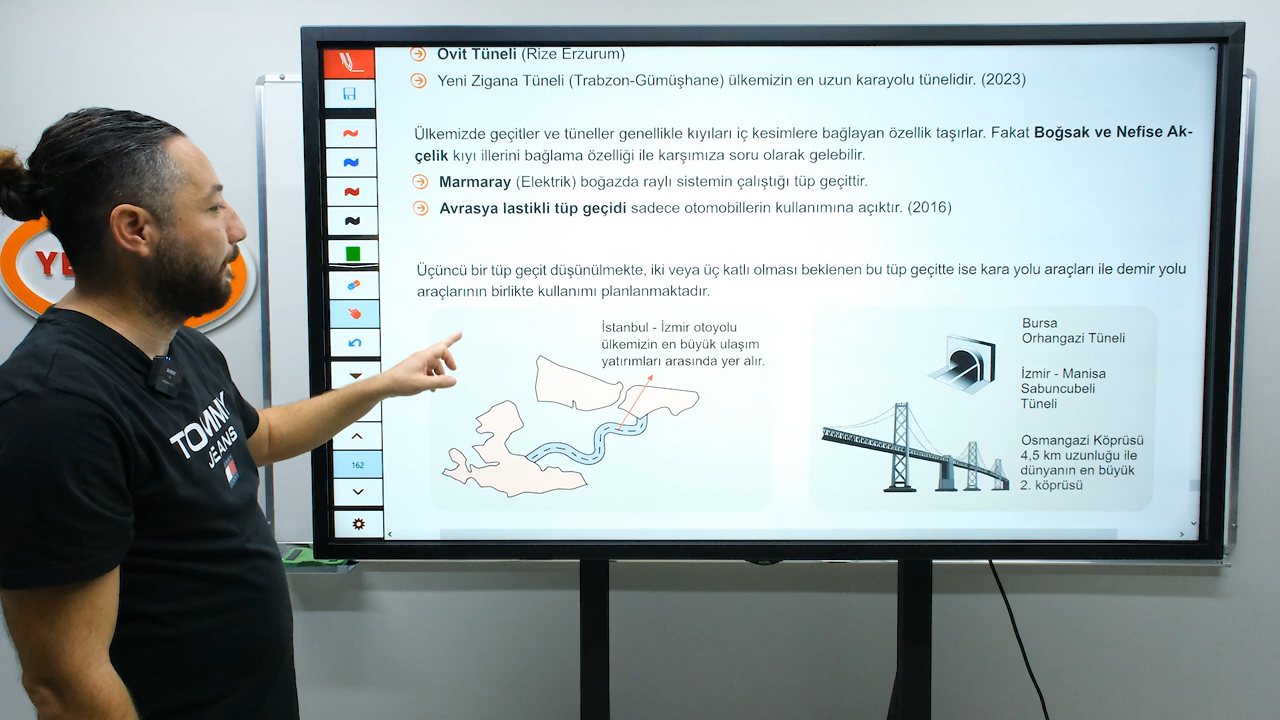 Ovit Tüneli (Rize Erzurum)
Yeni Zigana Tüneli (Trabzon-Gümüşhane) ülkemizin en uzun karayolu tünelidir. (2023)
Ülkemizde geçitler ve tüneller genellikle kıyıları iç kesimlere bağlayan özellik taşırlar. Fakat Boğsak ve Nefise Ak-
çelik kıyı illerini bağlama özelliği ile karşımıza soru olarak gelebilir.
Marmaray (Elektrik) boğazda raylı sistemin çalıştığı tüp geçittir.
Avrasya lastikli tüp geçidi sadece otomobillerin kullanımına açıktır. (2016)
Üçüncü bir tüp geçit düşünülmekte, iki veya üç katlı olması beklenen bu tüp geçitte ise kara yolu araçları ile demir yolu
araçlarının birlikte kullanımı planlanmaktadır.
İstanbul - İzmir otoyolu
ülkemizin en büyük ulaşım
yatırımları arasında yer alır.
Bursa
Orhangazi Tüneli
İzmir - Manisa
Sabuncubeli
Tüneli
Osmangazi Köprüsü
4,5 km uzunluğu ile
dünyanın en büyük
2. köprüsü
162
YE
TOMMY
JEANS